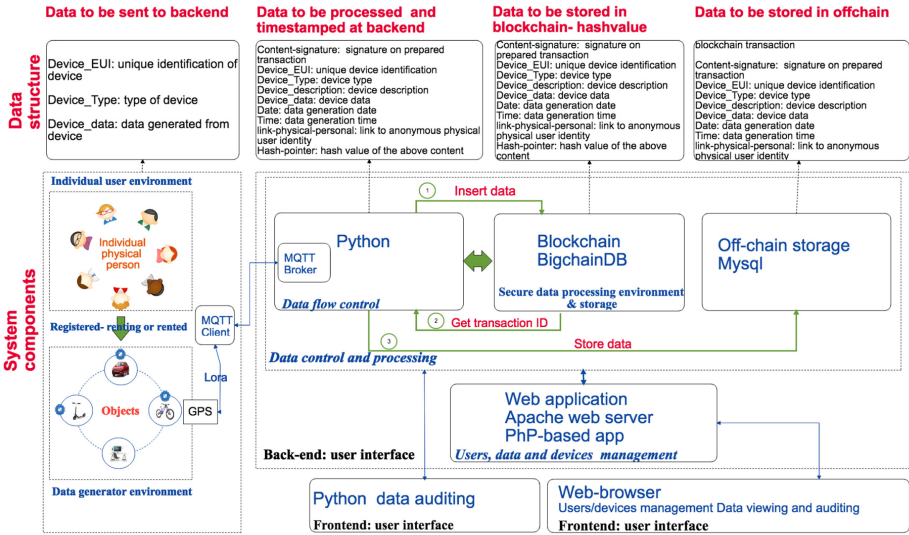 Data to be sent to backend
Data to be processed and
timestamped at backend
Data to be stored in
blockchain- hashvalue
Data to be stored in offchain
Data
structure
Device_EUI: unique identification of
device
Device_Type: type of device
Device_data: data generated from
device
Content-signature: signature on prepared
transaction
Device_EUI: unique device identification
Device_Type: device type
Device_description: device description
Device_data: device data
Date: data generation date
Time: data generation time
link-physical-personal: link to anonymous physical
user identity
Hash-pointer: hash value of the above content
Content-signature: signature on
prepared transaction
Device_EUI: unique device identification
Device_Type: device type
Device_description: device description
Device_data: device data
Date: data generation date
Time: data generation time
link-physical-personal: link to anonymous
physical user identity
Hash-pointer: hash value of the above
content
blockchain transaction
Content-signature: signature on prepared
transaction
Device_EUI: unique device identification
Device_Type: device type
Device_description: device description
Device_data: device data
Date: data generation date
Time: data generation time
link-physical-personal: link to anonymous
physical user identity
System
components
Individual user environment
Individual
physical
person
Registered- renting or rented
MQTT
Client
Lora
Objects
GPS
Data generator environment
1
Insert data
Python
MQTT
Broker
Data flow control
Blockchain
BigchainDB
Secure data processing environment
& storage
Off-chain storage
Mysql
2
Get transaction ID
3
Store data
Data control and processing
Web application
Apache web server
PhP-based app
Users, data and devices management
Back-end: user interface
Python data auditing
Frontend: user interface
Web-browser
Users/devices management Data viewing and auditing
Frontend: user interface